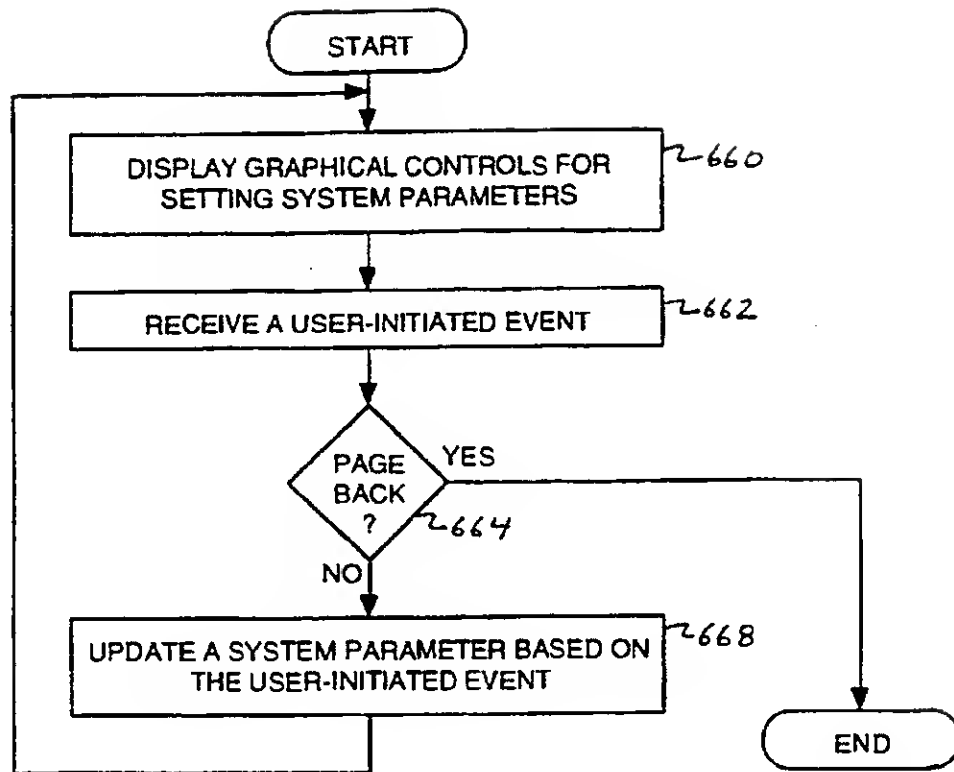 START
DISPLAY GRAPHICAL CONTROLS FOR
SETTING SYSTEM PARAMETERS
660
RECEIVE A USER-INITIATED EVENT
662
PAGE
BACK
?
YES
664
NO
UPDATE A SYSTEM PARAMETER BASED ON
THE USER-INITIATED EVENT
668
END